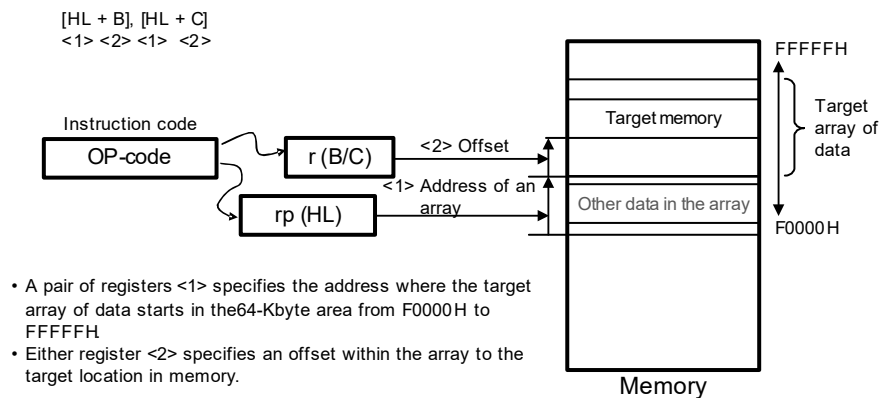 [HL + B], [HL + C]
<1> <2> <1> <2>
FFFFFH
Target memory
Target
array of
data
Instruction code
OP-code
r (B/C)
<2> Offset
<1> Address of an
array
rp (HL)
Other data in the array
F0000H
• A pair of registers <1> specifies the address where the target
array of data starts in the64-Kbyte area from F0000H to
FFFFFH.
• Either register <2> specifies an offset within the array to the
target location in memory.
Memory